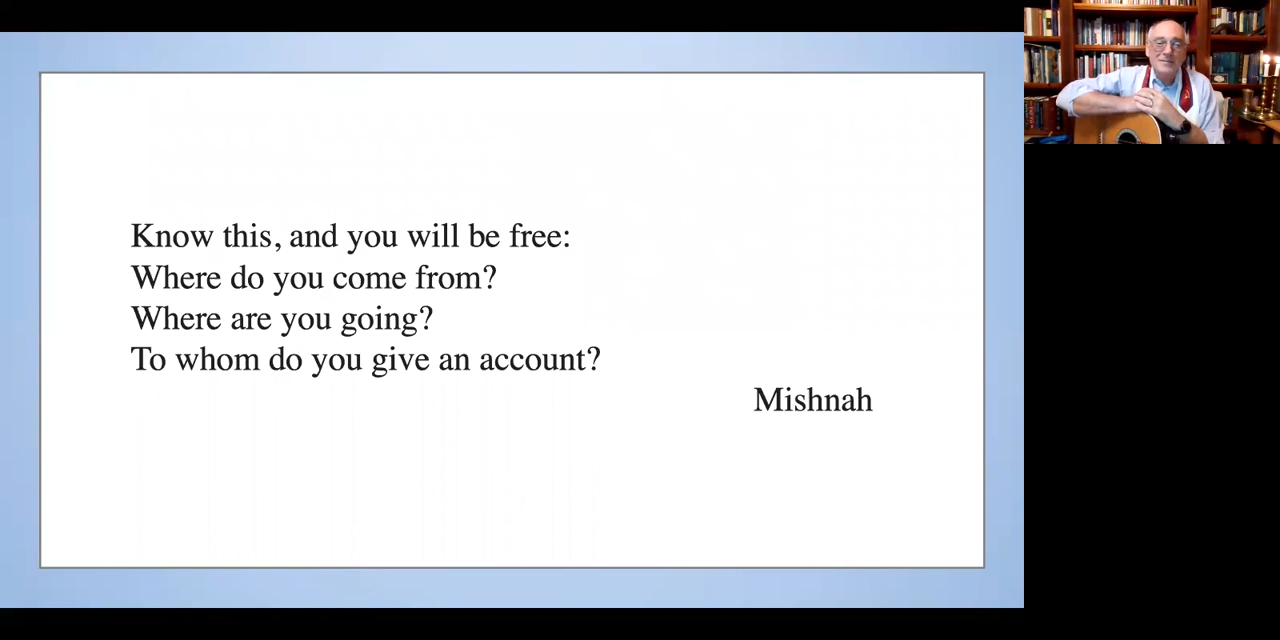 Know this, and you will be free:
Where do you come from?
Where are you going?
To whom do you give an account?
Mishnah